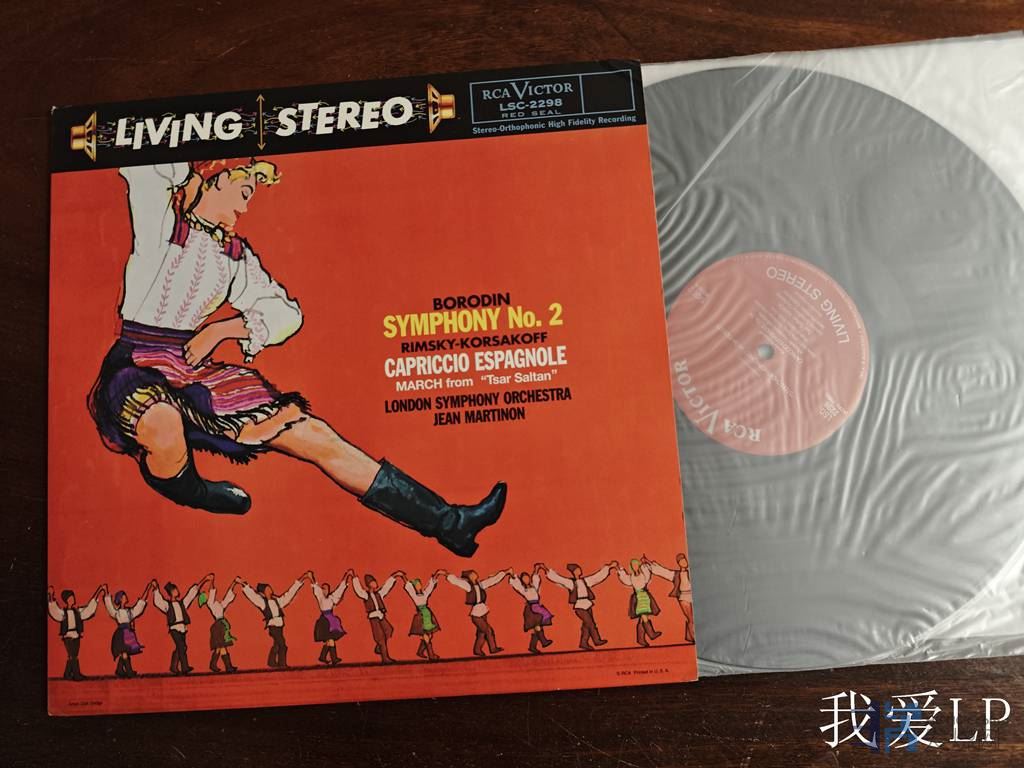 LIVING STEREO
RCA VICTOR
LSC-2298
RED SEAL
Stereo-Orthophonic High Fidelity Recording
BORODIN
SYMPHONY No. 2
RIMSKY-KORSAKOFF
CAPRICCIO ESPAGNOLE
MARCH from "Tsar Saltan"
LONDON SYMPHONY ORCHESTRA
JEAN MARTINON
LIVING STEREO
RCA VICTOR
Printed in U.S.A.
我爱LP